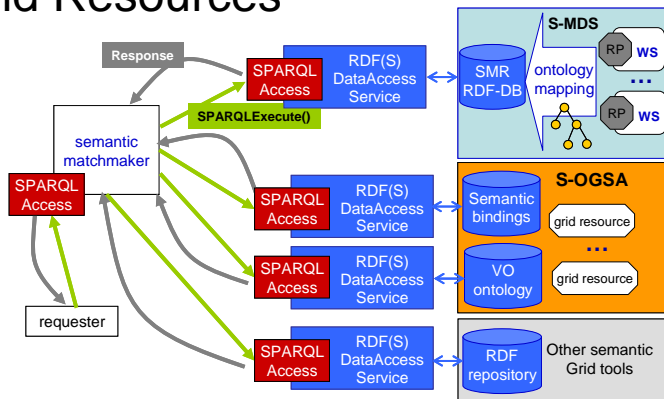 d Resources
S-MDS
Response
SPARQL
Access
RDF(S)
DataAccess
Service
SMR
RDF-DB
ontology
mapping
RP
WS
...
RP
WS
SPARQLExecute()
semantic
matchmaker
SPARQL
Access
requester
SPARQL
Access
RDF(S)
DataAccess
Service
S-OGSA
Semantic
bindings
grid resource
...
grid resource
SPARQL
Access
RDF(S)
DataAccess
Service
VO
ontology
SPARQL
Access
RDF(S)
DataAccess
Service
RDF
repository
Other semantic
Grid tools